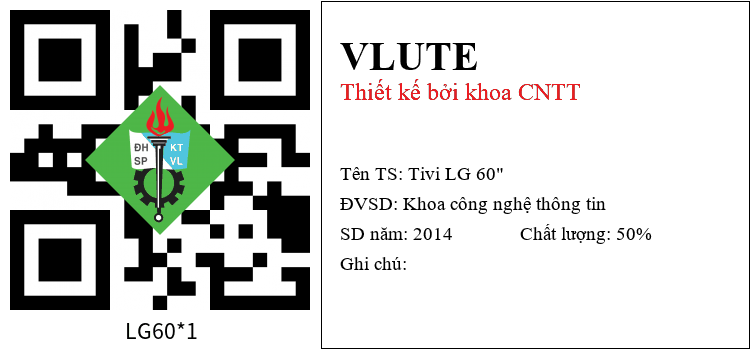 ĐH KT
SP VL
LG60*1
VLUTE
Thiết kế bởi khoa CNTT
Tên TS: Tivi LG 60"
ĐVSD: Khoa công nghệ thông tin
SD năm: 2014 Chất lượng: 50%
Ghi chú: